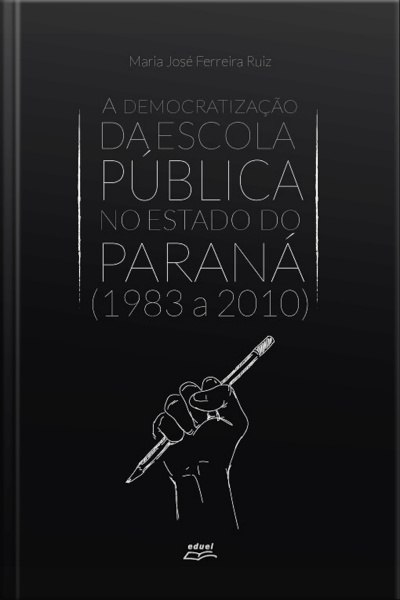 Maria José Ferreira Ruiz
A DEMOCRATIZAÇÃO
DA ESCOLA
PÚBLICA
NO ESTADO DO
PARANÁ
(1983 a 2010)
eduel